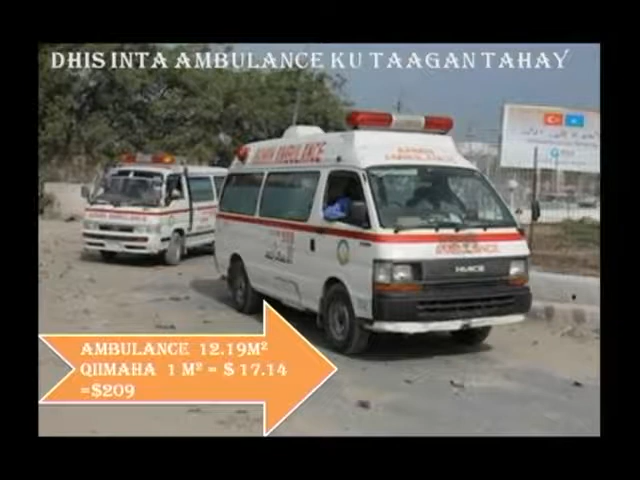 DHIS INTA AMBULANCE KU TAAGAN TAHAY
AMBULANCE
HIACE
AMBULANCE 12.19M²
QIIMAHA 1 M² = $ 17.14
=$209